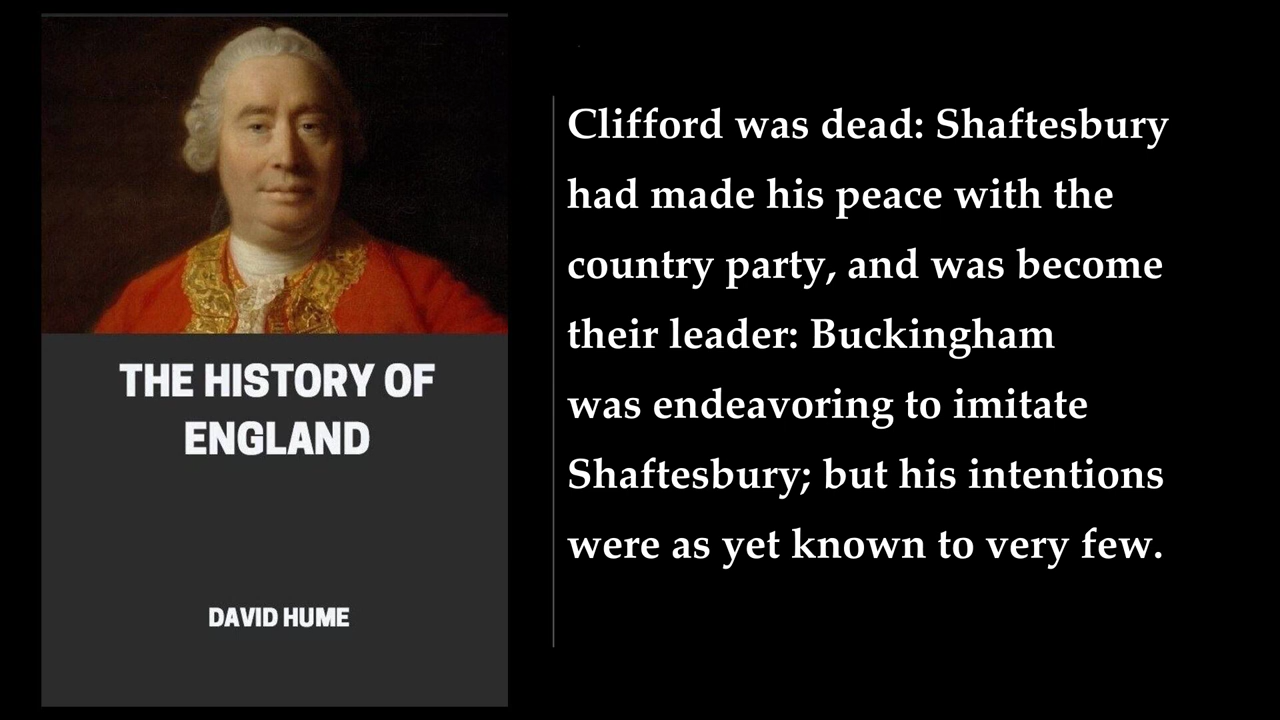 THE HISTORY OF
ENGLAND
DAVID HUME
Clifford was dead: Shaftesbury
had made his peace with the
country party, and was become
their leader: Buckingham
was endeavoring to imitate
Shaftesbury; but his intentions
were as yet known to very few.